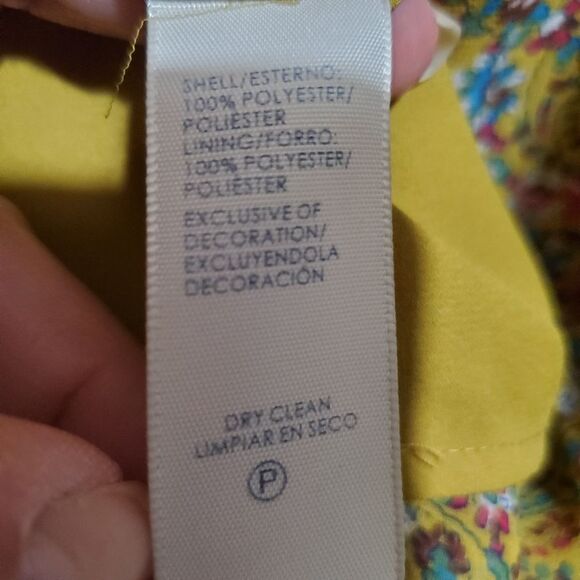 SHELL/ESTERNO:
100% POLYESTER/
POLIÉSTER
LINING/FORRO:
100% POLYESTER/
POLIÉSTER
EXCLUSIVE OF
DECORATION/
EXCLUYENDOLA
DECORACIÓN
DRY CLEAN
LIMPIAR EN SECO
P